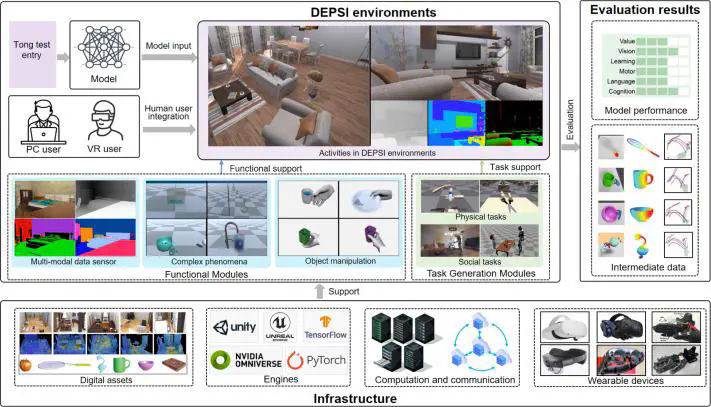 DEPSI environments
Tong test
entry
Model
Model input
PC user
VR user
Human user
integration
Activities in DEPSI environments
Functional support
Task support
Multi-modal data sensor
Complex phenomena
Object manipulation
Functional Modules
Physical tasks
Social tasks
Task Generation Modules
Evaluation
Evaluation results
Value
Vision
Learning
Motor
Language
Cognition
Model performance
Intermediate data
Support
Digital assets
unity
UNREAL
ENGINE
TensorFlow
NVIDIA
OMNIVERSE
PyTorch
Engines
Computation and communication
Wearable devices
Infrastructure